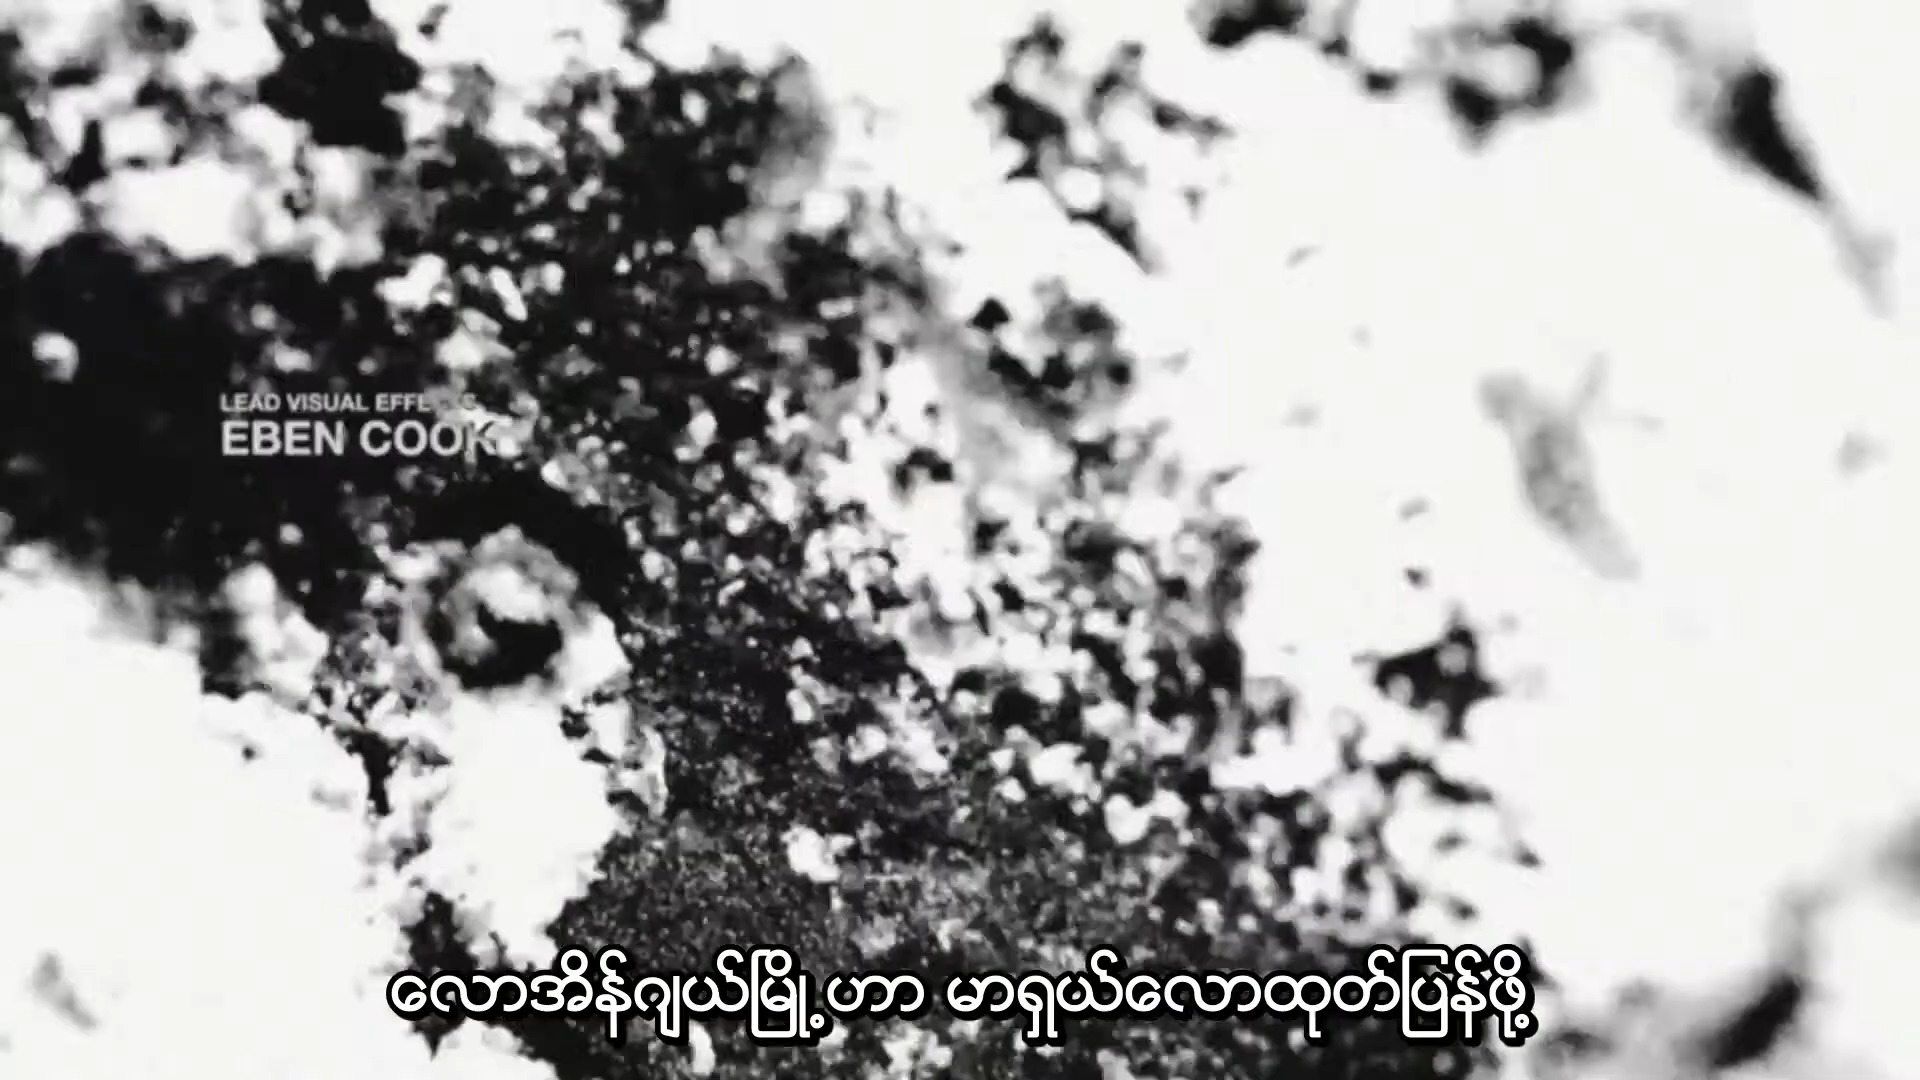 LEAD VISUAL EFFECTS
EBEN COOK
လောအိန်ဂျယ်မြို့ဟာ မာရှယ်လောထုတ်ပြန်ဖို့